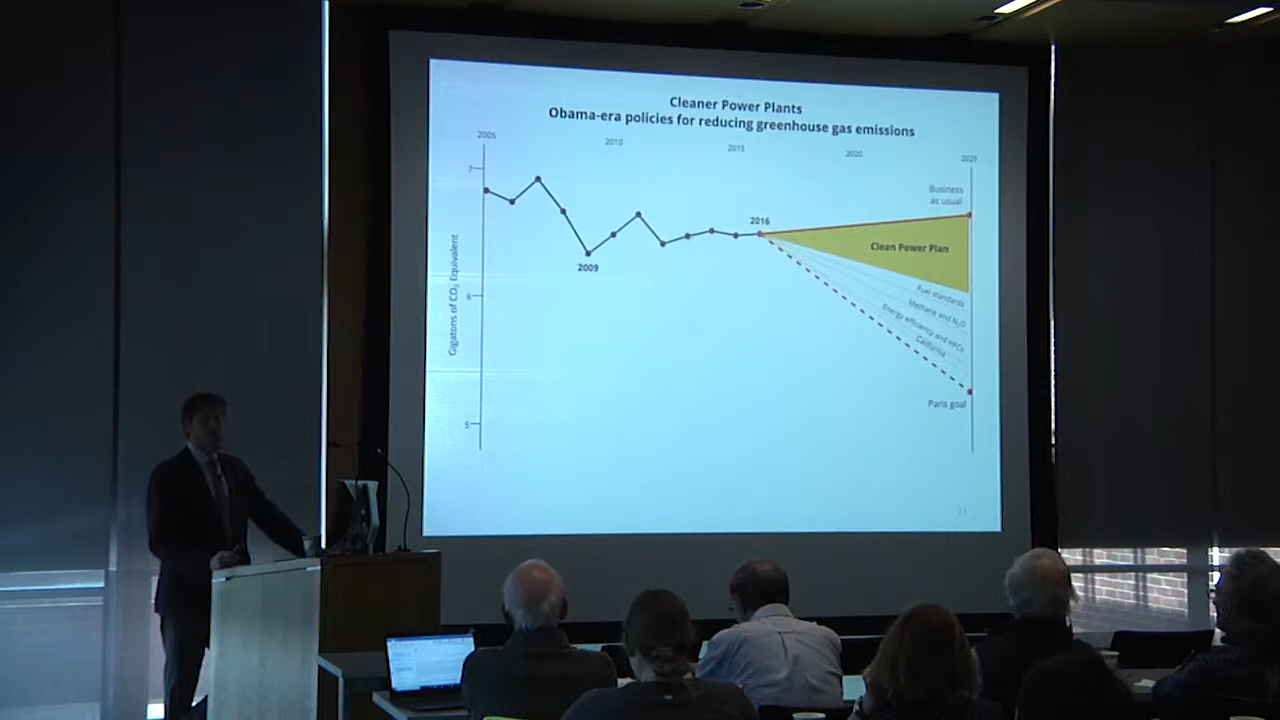 Cleaner Power Plants
Obama-era policies for reducing greenhouse gas emissions
2005
2010
2015
2020
2025
7
6
5
Gigatons of CO₂ Equivalent
2009
2016
Business
as usual
Clean Power Plan
Fuel standards
Methane and N₂O
Energy efficiency and HFCs
California
Paris goal